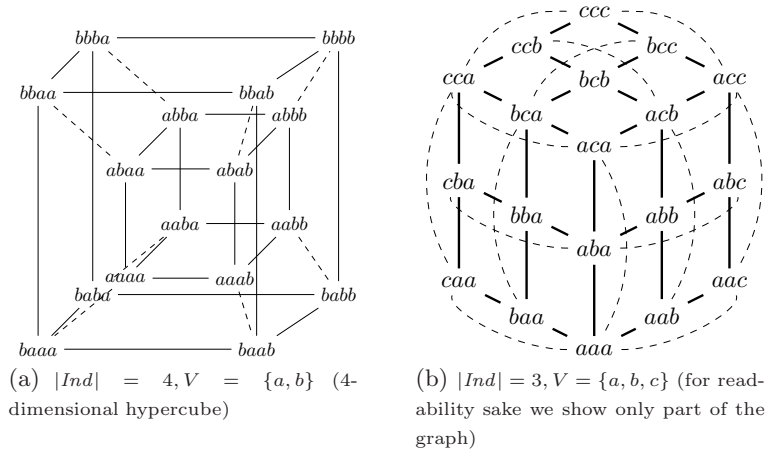 ccc
bbba bbbb
ccb bcc
cca bcb acc
bbaa bbab
abba abbb
bca acb
aca
abaa abab
cba abc
bba abb
aaba aabb
aba
aaaa aaab
caa aac
baba babb
baa aab
baaa baab
aaa
(a) |Ind| = 4, V = {a, b} (4-
dimensional hypercube)
(b) |Ind| = 3, V = {a, b, c} (for read-
ability sake we show only part of the
graph)